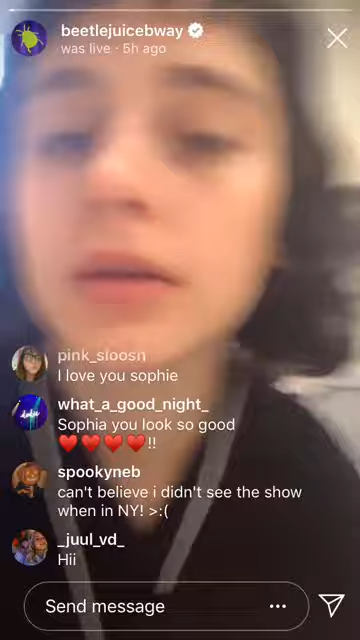 beetlejuicebway
was live · 5h ago
pink_sloosh
I love you sophie
what_a_good_night_
Sophia you look so good
❤️❤️❤️❤️!!
spookyneb
can't believe i didn't see the show
when in NY! >:(
_juul_vd_
Hii
Send message